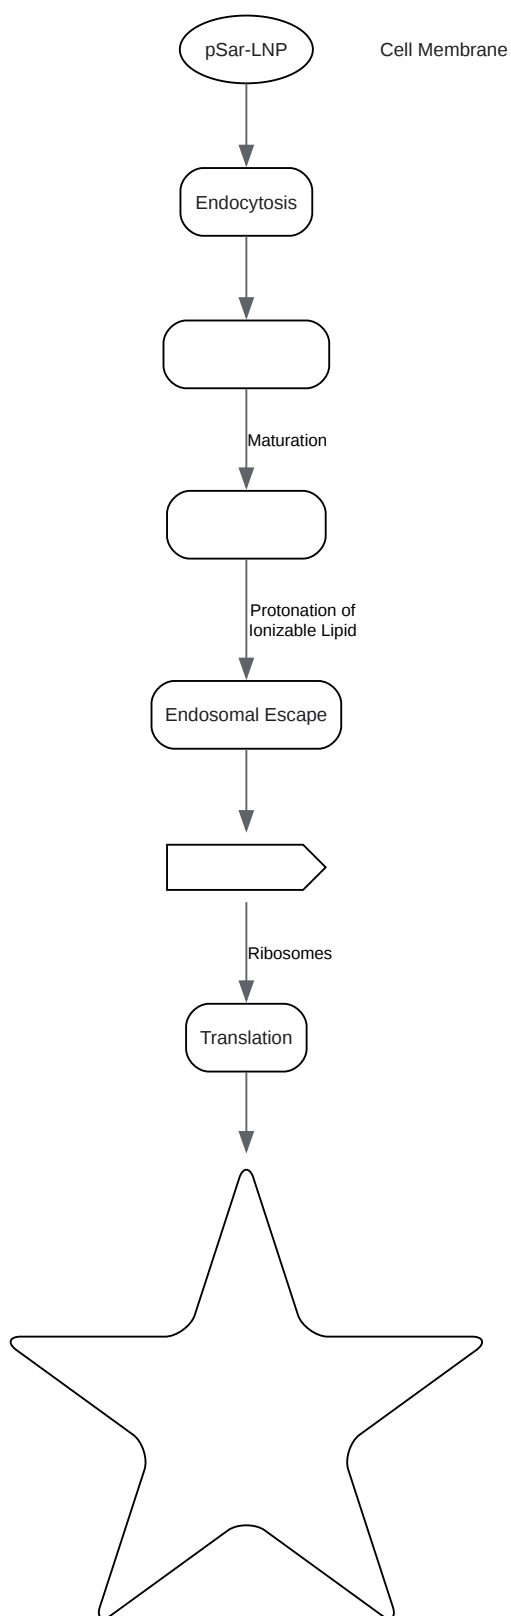 pSar-LNP
Cell Membrane
Endocytosis
Maturation
Protonation of
Ionizable Lipid
Endosomal Escape
Ribosomes
Translation